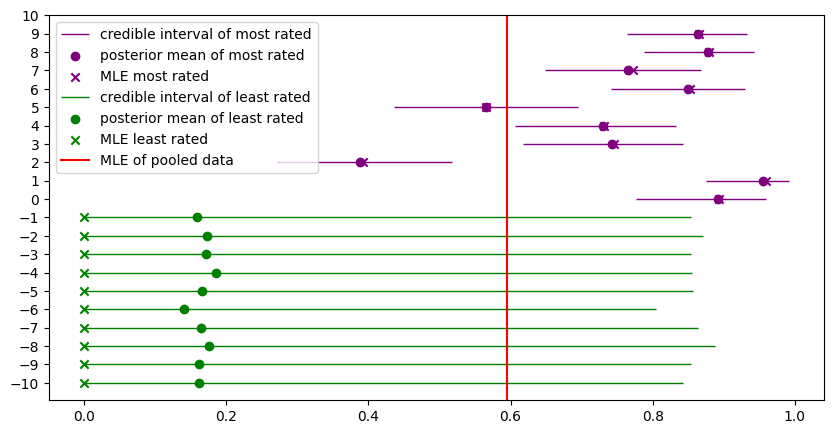 10
9
8
7
6
5
4
3
2
1
0
−1
−2
−3
−4
−5
−6
−7
−8
−9
−10
credible interval of most rated
posterior mean of most rated
MLE most rated
credible interval of least rated
posterior mean of least rated
MLE least rated
MLE of pooled data
0.0 0.2 0.4 0.6 0.8 1.0